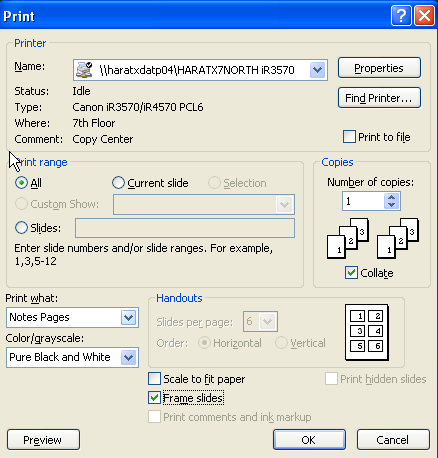 Print
Printer
Name: \\haratxdatp04\HARATX7NORTH iR3570 Properties
Status: Idle
Type: Canon iR3570/iR4570 PCL6 Find Printer...
Where: 7th Floor
Comment: Copy Center Print to file
Print range Copies
All Current slide Selection Number of copies:
Custom Show: 1
Slides: 1 2 3 1 2 3
Enter slide numbers and/or slide ranges. For example,
1,3,5-12 Collate
Print what: Handouts
Notes Pages Slides per page: 6 1 2
Color/grayscale: Order: Horizontal Vertical 3 4
Pure Black and White 5 6
Scale to fit paper Print hidden slides
Frame slides
Print comments and ink markup
Preview OK Cancel